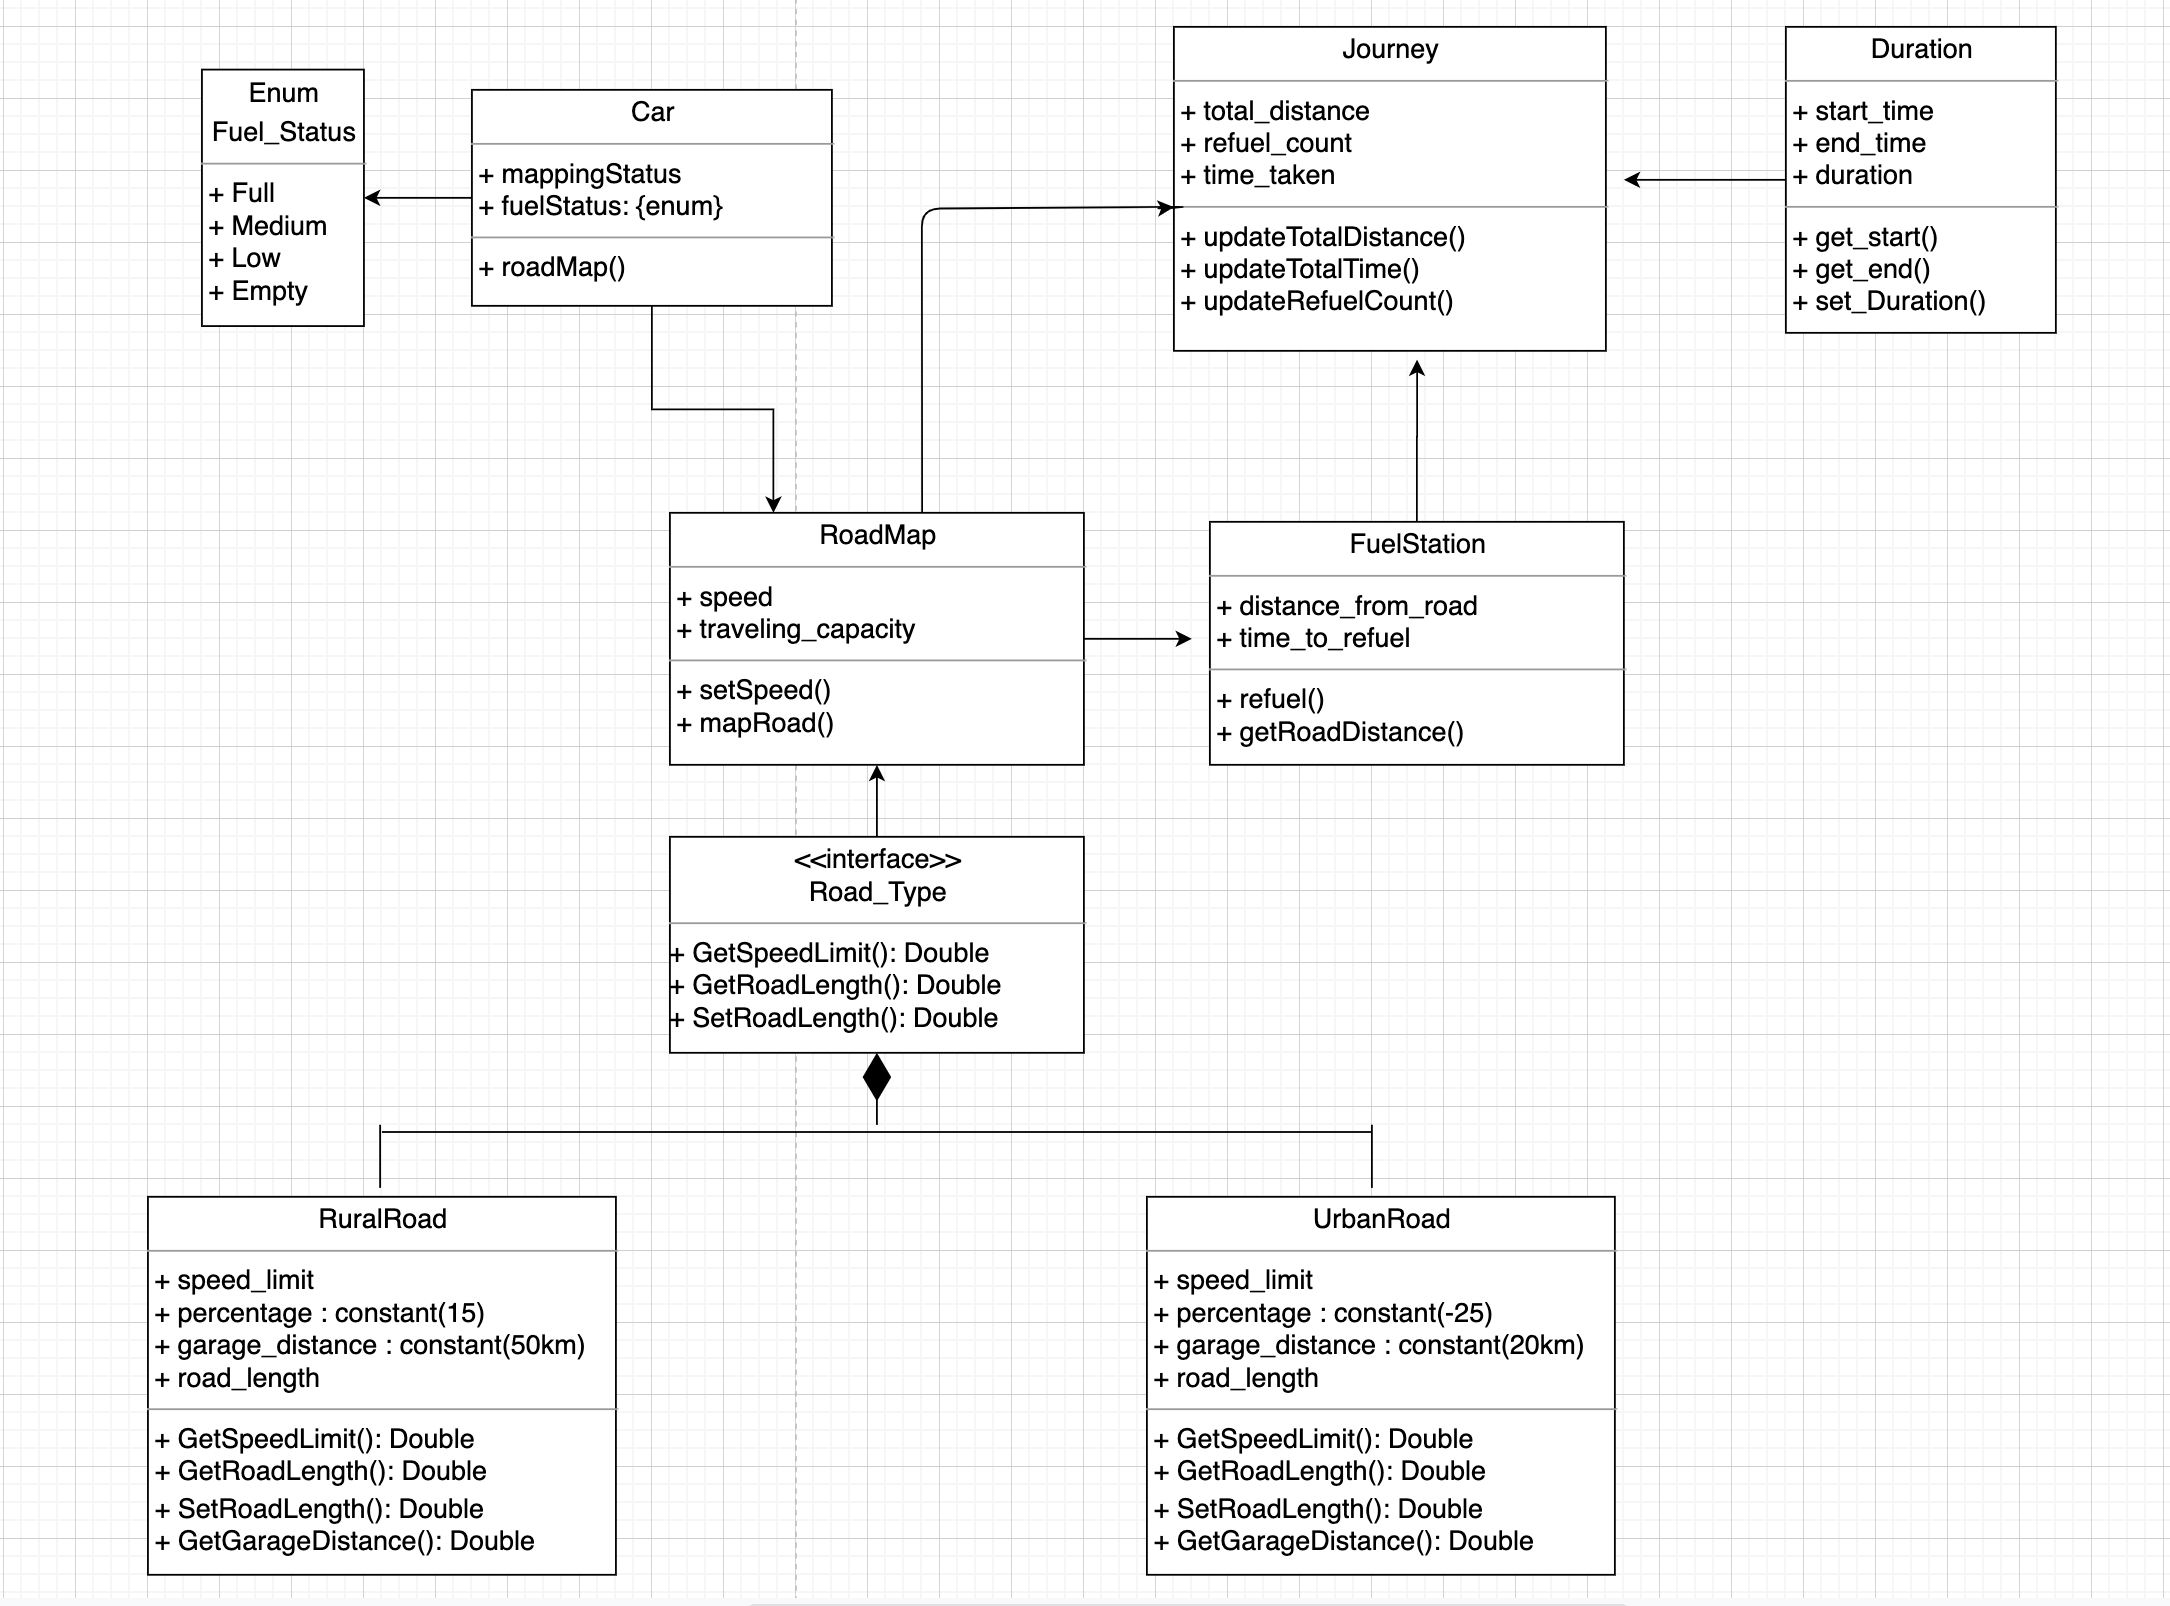 Enum
Fuel_Status
+ Full
+ Medium
+ Low
+ Empty
Car
+ mappingStatus
+ fuelStatus: {enum}
+ roadMap()
Journey
+ total_distance
+ refuel_count
+ time_taken
+ updateTotalDistance()
+ updateTotalTime()
+ updateRefuelCount()
Duration
+ start_time
+ end_time
+ duration
+ get_start()
+ get_end()
+ set_Duration()
RoadMap
+ speed
+ traveling_capacity
+ setSpeed()
+ mapRoad()
FuelStation
+ distance_from_road
+ time_to_refuel
+ refuel()
+ getRoadDistance()
<<interface>>
Road_Type
+ GetSpeedLimit(): Double
+ GetRoadLength(): Double
+ SetRoadLength(): Double
RuralRoad
+ speed_limit
+ percentage : constant(15)
+ garage_distance : constant(50km)
+ road_length
+ GetSpeedLimit(): Double
+ GetRoadLength(): Double
+ SetRoadLength(): Double
+ GetGarageDistance(): Double
UrbanRoad
+ speed_limit
+ percentage : constant(-25)
+ garage_distance : constant(20km)
+ road_length
+ GetSpeedLimit(): Double
+ GetRoadLength(): Double
+ SetRoadLength(): Double
+ GetGarageDistance(): Double